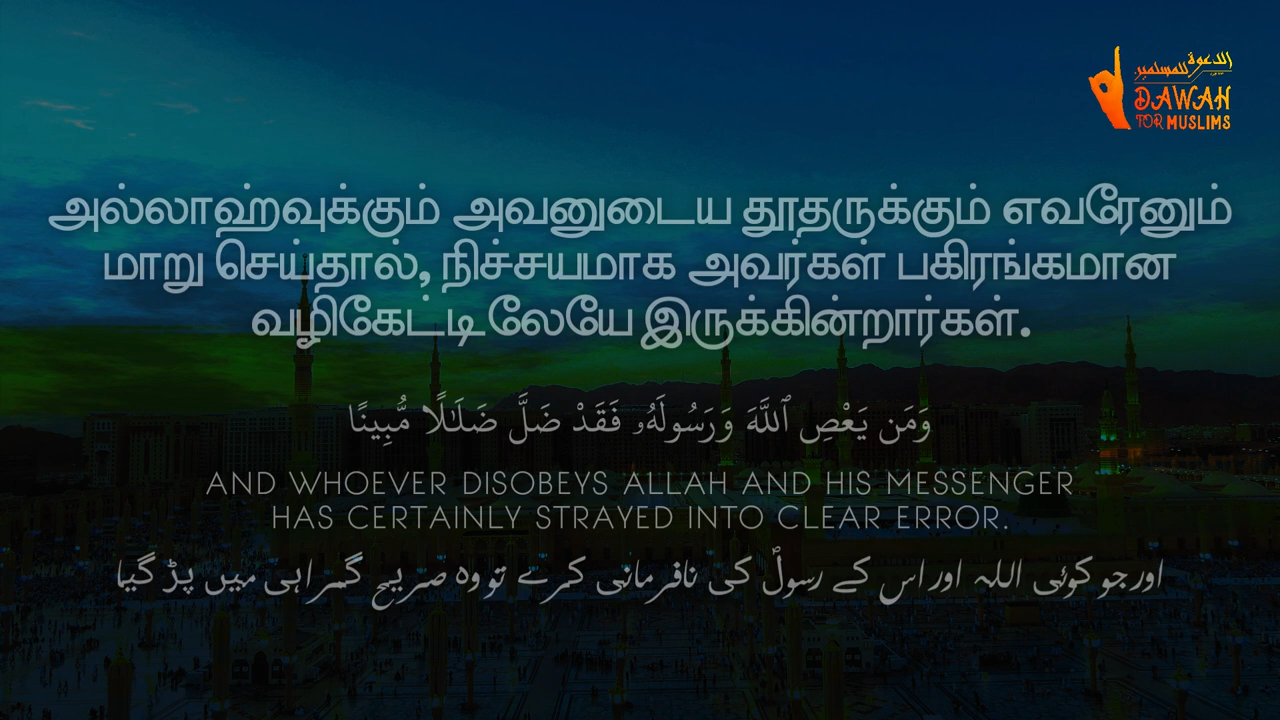 الدعوة للمسلمين
DAWAH
FOR MUSLIMS
அல்லாஹ்வுக்கும் அவனுடைய தூதருக்கும் எவரேனும்
மாறு செய்தால், நிச்சயமாக அவர்கள் பகிரங்கமான
வழிகேட்டிலேயே இருக்கின்றார்கள்.
وَمَن يَعْصِ ٱللَّهَ وَرَسُولَهُۥ فَقَدْ ضَلَّ ضَلَـٰلًا مُّبِينًا
AND WHOEVER DISOBEYS ALLAH AND HIS MESSENGER
HAS CERTAINLY STRAYED INTO CLEAR ERROR.
اور جو کوئی اللہ اور اس کے رسولؐ کی نافرمانی کرے تو وہ صریح گمراہی میں پڑ گیا